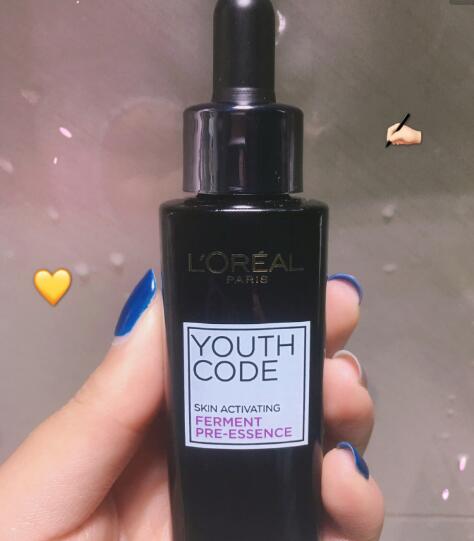 L'ORÉAL
PARIS
YOUTH
CODE
SKIN ACTIVATING
FERMENT
PRE-ESSENCE